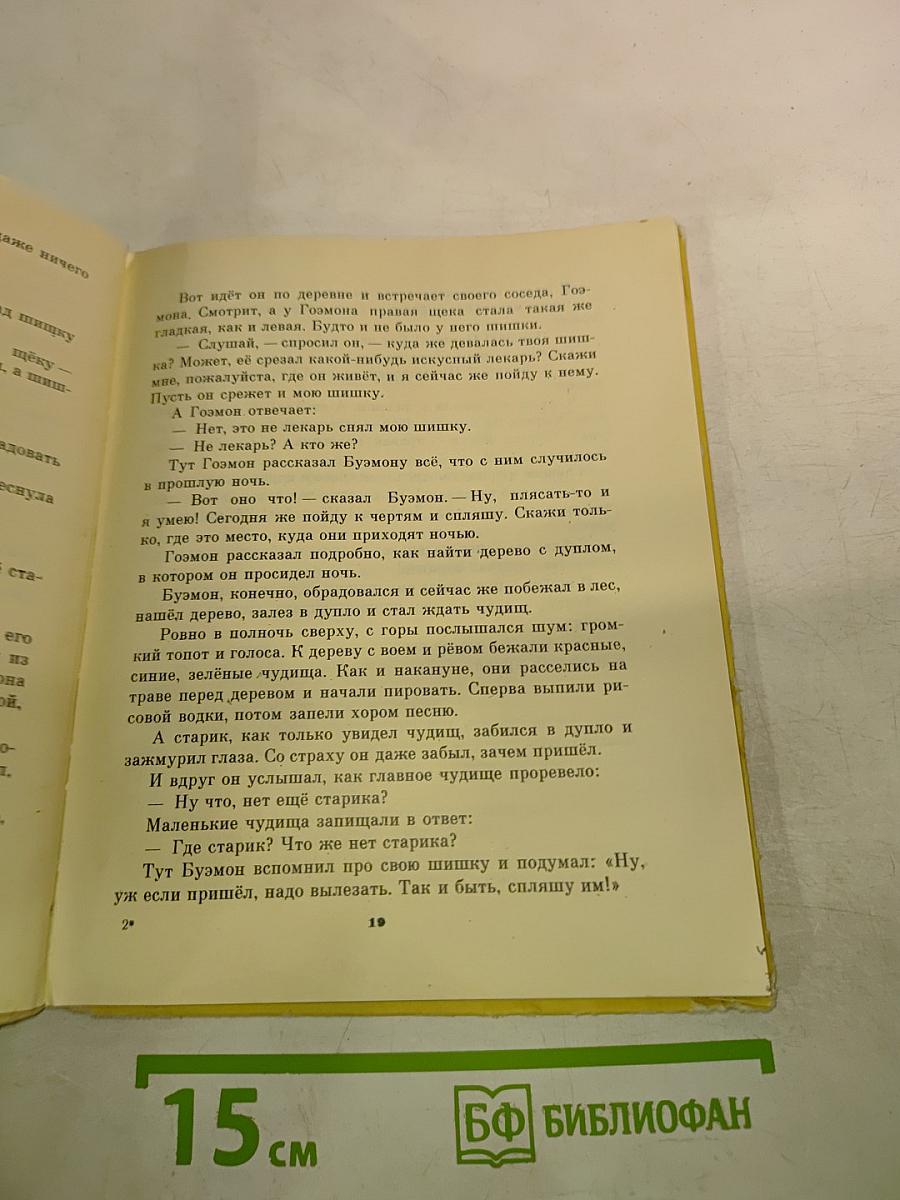 даже ничего
шишку
щёку —
а шиш-
ста-
его
из
Вот идёт он по деревне и встречает своего соседа, Гоэ-
мона. Смотрит, а у Гоэмона правая щека стала такая же
гладкая, как и левая. Будто и не было у него шишки.
— Слушай, — спросил он, — куда же девалась твоя шиш-
ка? Может, её срезал какой-нибудь искусный лекарь? Скажи
мне, пожалуйста, где он живёт, и я сейчас же пойду к нему.
Пусть он срежет и мою шишку.
А Гоэмон отвечает:
— Нет, это не лекарь снял мою шишку.
— Не лекарь? А кто же?
Тут Гоэмон рассказал Буэмону всё, что с ним случилось
в прошлую ночь.
— Вот оно что! — сказал Буэмон. — Ну, плясать-то и
я умею! Сегодня же пойду к чертям и спляшу. Скажи толь-
ко, где это место, куда они приходят ночью.
Гоэмон рассказал подробно, как найти дерево с дуплом,
в котором он просидел ночь.
Буэмон, конечно, обрадовался и сейчас же побежал в лес,
нашёл дерево, залез в дупло и стал ждать чудищ.
Ровно в полночь сверху, с горы послышался шум: гром-
кий топот и голоса. К дереву с воем и рёвом бежали красные,
синие, зелёные чудища. Как и накануне, они расселись на
траве перед деревом и начали пировать. Сперва выпили ри-
совой водки, потом запели хором песню.
А старик, как только увидел чудищ, забился в дупло и
зажмурил глаза. Со страху он даже забыл, зачем пришёл.
И вдруг он услышал, как главное чудище проревело:
— Ну что, нет ещё старика?
Маленькие чудища запищали в ответ:
— Где старик? Что же нет старика?
Тут Буэмон вспомнил про свою шишку и подумал: «Ну,
уж если пришёл, надо вылезать. Так и быть, спляшу им!»
2*
19
15 см
БФ БИБЛИОФАН